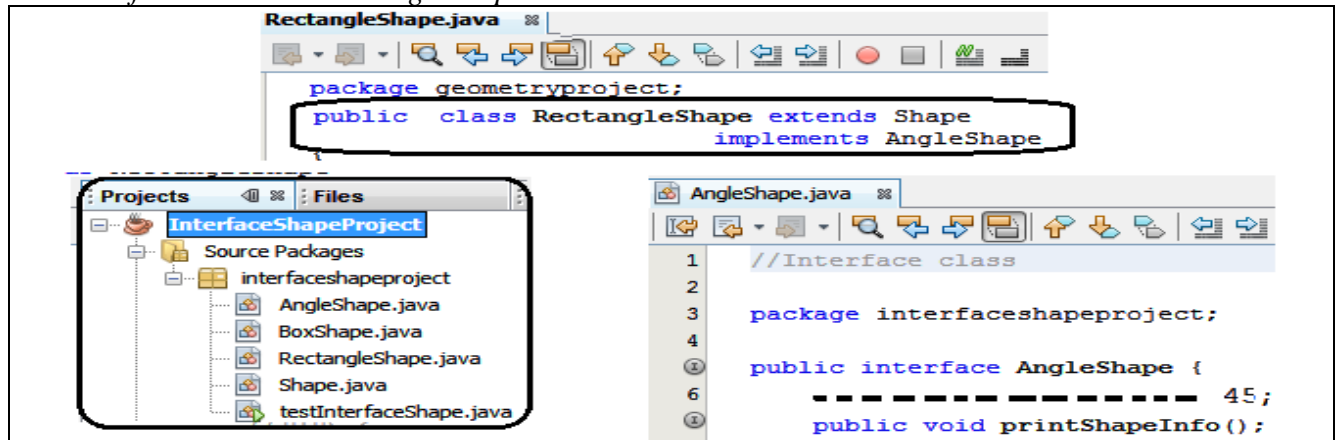 RectangleShape.java
package geometryproject;
public class RectangleShape extends Shape
implements AngleShape
{
Projects Files
InterfaceShapeProject
Source Packages
interfaceshapeproject
AngleShape.java
BoxShape.java
RectangleShape.java
Shape.java
testInterfaceShape.java
AngleShape.java
1 //Interface class
2
3 package interfaceshapeproject;
4
public interface AngleShape {
6 45;
public void printShapeInfo();